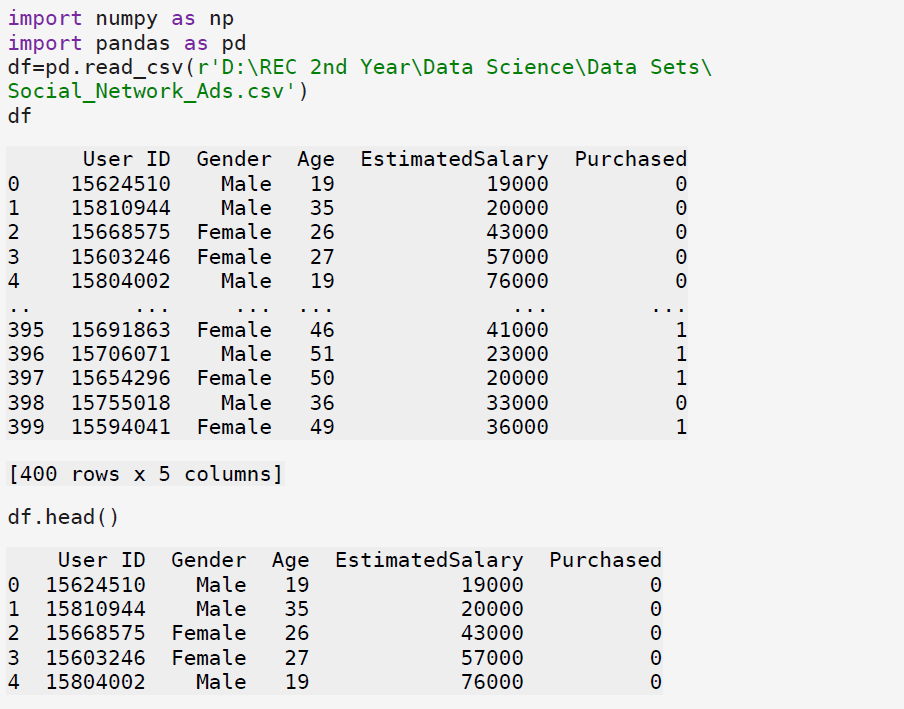 import numpy as np
import pandas as pd
df=pd.read_csv(r'D:\REC 2nd Year\Data Science\Data Sets\
Social_Network_Ads.csv')
df
User ID Gender Age EstimatedSalary Purchased
0 15624510 Male 19 19000 0
1 15810944 Male 35 20000 0
2 15668575 Female 26 43000 0
3 15603246 Female 27 57000 0
4 15804002 Male 19 76000 0
.. ... ... ... ... ...
395 15691863 Female 46 41000 1
396 15706071 Male 51 23000 1
397 15654296 Female 50 20000 1
398 15755018 Male 36 33000 0
399 15594041 Female 49 36000 1
[400 rows x 5 columns]
df.head()
User ID Gender Age EstimatedSalary Purchased
0 15624510 Male 19 19000 0
1 15810944 Male 35 20000 0
2 15668575 Female 26 43000 0
3 15603246 Female 27 57000 0
4 15804002 Male 19 76000 0